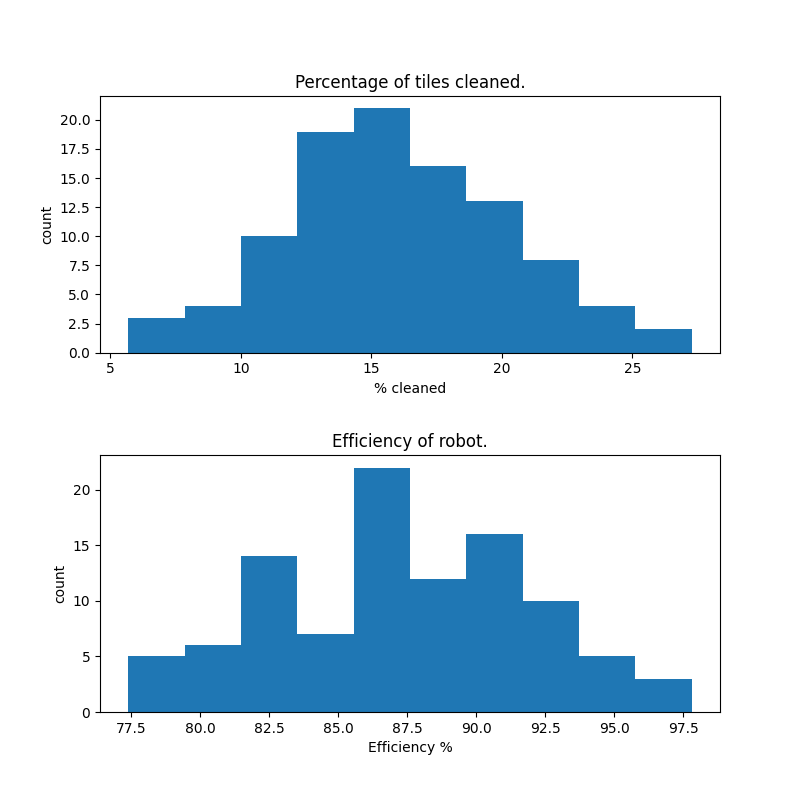 Percentage of tiles cleaned.
20.0
17.5
15.0
12.5
10.0
7.5
5.0
2.5
0.0
count
5 10 15 20 25
% cleaned
Efficiency of robot.
20
15
10
5
0
count
77.5 80.0 82.5 85.0 87.5 90.0 92.5 95.0 97.5
Efficiency %